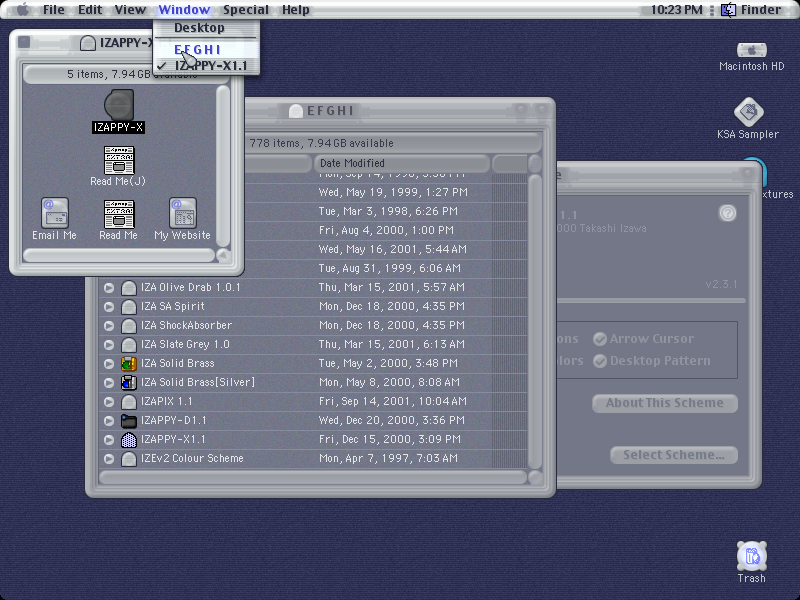 File Edit View Window Special Help
10:23 PM Finder
Desktop
E F G H I
IZAPPY-X1.1
IZAPPY-X
5 items, 7.94GB available
IZAPPY-X
Read Me(J)
Email Me
Read Me
My Website
Macintosh HD
KSA Sampler
xtures
Trash
E F G H I
778 items, 7.94GB available
Date Modified
Mon, Sep 14, 1998, 3:36 PM
Wed, May 19, 1999, 1:27 PM
Tue, Mar 3, 1998, 6:26 PM
Fri, Aug 4, 2000, 1:00 PM
Wed, May 16, 2001, 5:44 AM
Tue, Aug 31, 1999, 6:06 AM
IZA Olive Drab 1.0.1 Thu, Mar 15, 2001, 5:57 AM
IZA SA Spirit Mon, Dec 18, 2000, 4:35 PM
IZA ShockAbsorber Mon, Dec 18, 2000, 4:35 PM
IZA Slate Grey 1.0 Thu, Mar 15, 2001, 6:13 AM
IZA Solid Brass Tue, May 2, 2000, 3:48 PM
IZA Solid Brass[Silver] Mon, May 8, 2000, 8:08 AM
IZAPIX 1.1 Fri, Sep 14, 2001, 10:04 AM
IZAPPY-D1.1 Wed, Dec 20, 2000, 3:36 PM
IZAPPY-X1.1 Fri, Dec 15, 2000, 3:09 PM
IZEv2 Colour Scheme Mon, Apr 7, 1997, 7:03 AM
e
1.1
000 Takashi Izawa
v2.3.1
ons Arrow Cursor
lors Desktop Pattern
About This Scheme
Select Scheme...